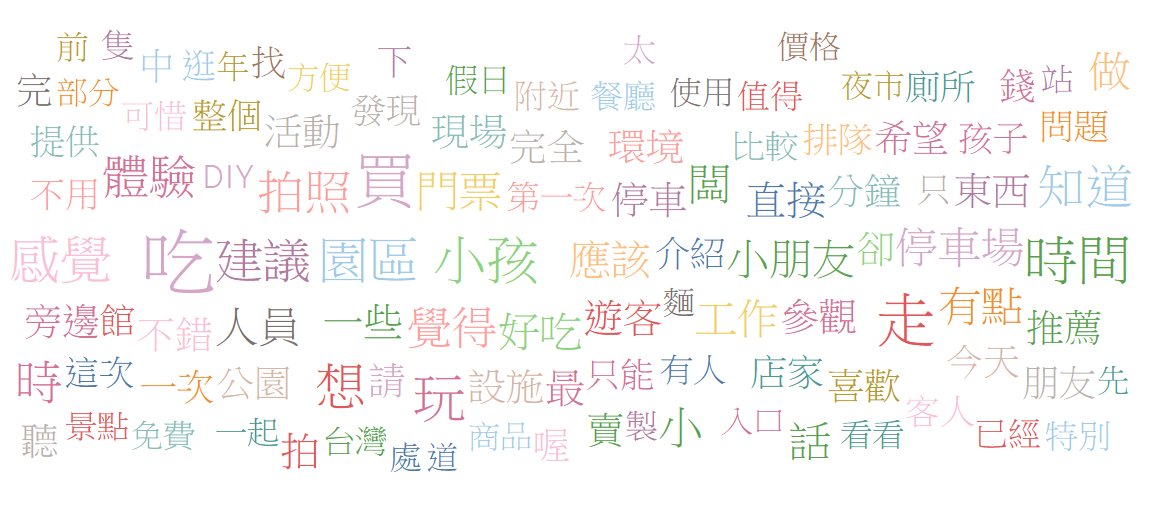 前 隻 中 逛 年 找 方便 下 假日 附近 餐廳 太 使用 值得 價格 夜市 廁所 錢 站 做
完 部分 可惜 整個 活動 發現 現場 完全 環境 比較 排隊 希望 孩子 問題
提供 不用 體驗 DIY 拍照 買 門票 第一次 停車 闆 直接 分鐘 只 東西 知道
感覺 吃 建議 園區 小孩 應該 介紹 小朋友 卻 停車場 時間
旁邊 館 不錯 人員 一些 覺得 好吃 遊客 麵 工作 參觀 走 有點 推薦
時 這次 一次 公園 想 請 玩 設施 最 只能 有人 店家 喜歡 今天 朋友 先
聽 景點 免費 一起 拍 台灣 處 道 商品 喔 賣 製 小 入口 話 看看 客人 已經 特別